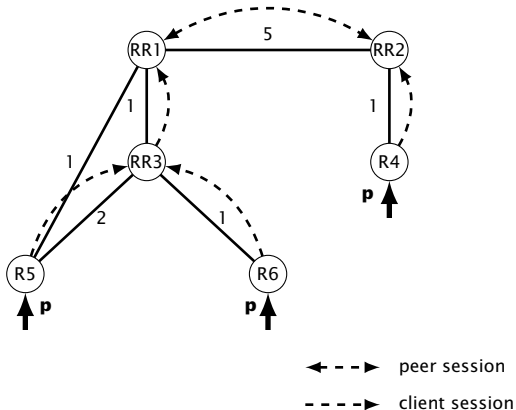 5
RR1
RR2
1
1
1
RR3
R4
p
2
1
R5
R6
p
p
peer session
client session